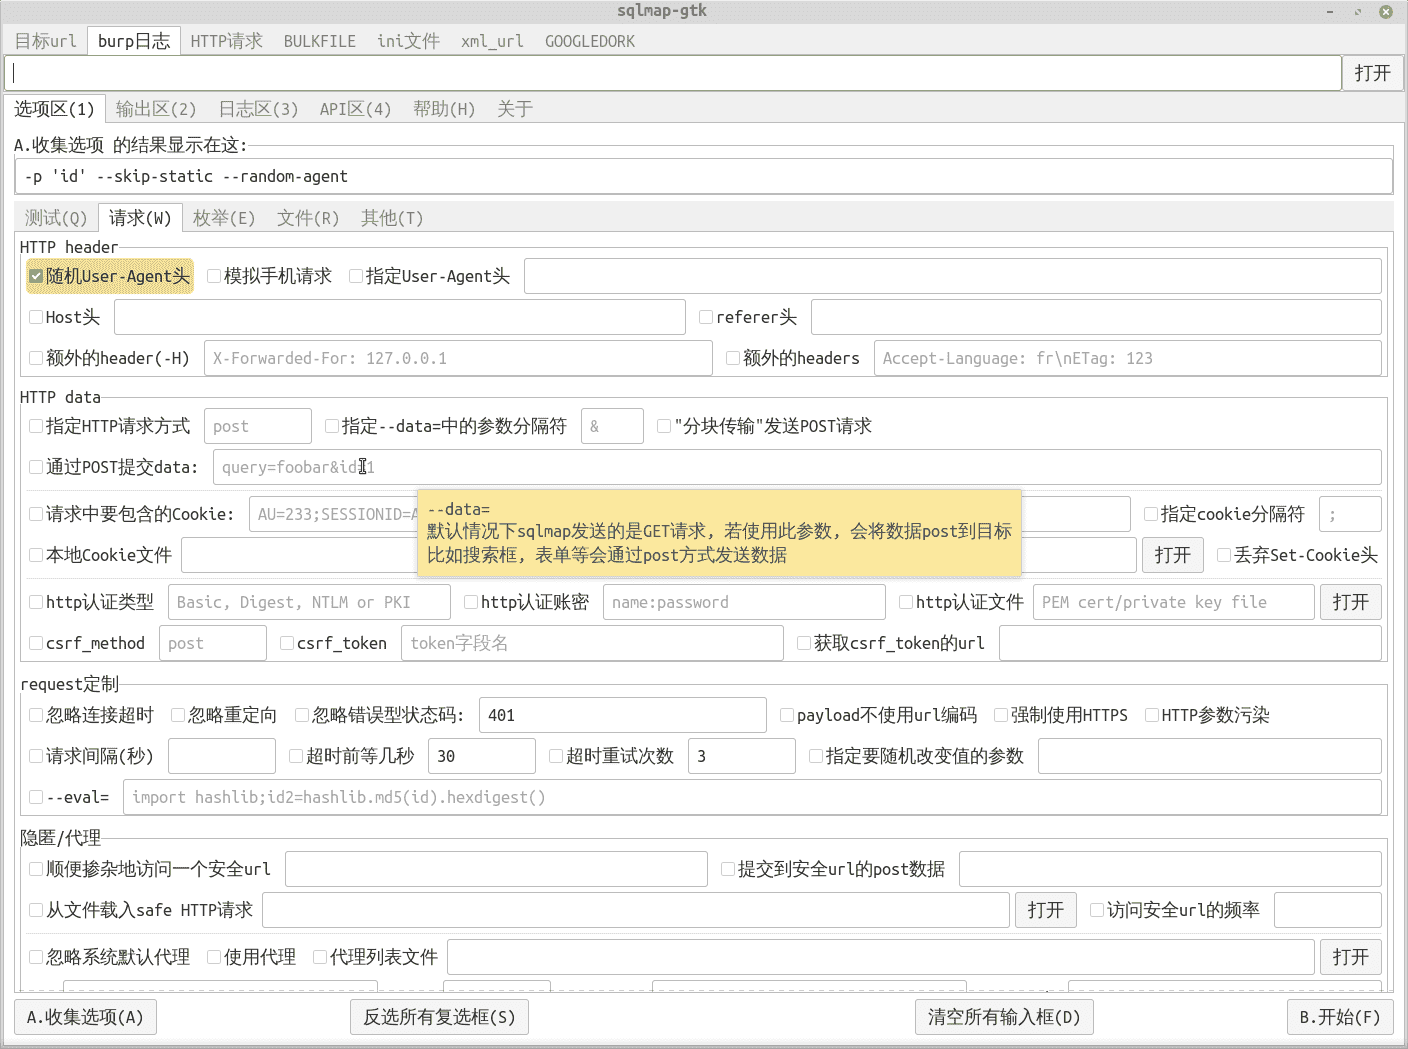 sqlmap-gtk
目标url burp日志 HTTP请求 BULKFILE ini文件 xml_url GOOGLEDORK
打开
选项区(1) 输出区(2) 日志区(3) API区(4) 帮助(H) 关于
A.收集选项 的结果显示在这:
-p 'id' --skip-static --random-agent
测试(Q) 请求(W) 枚举(E) 文件(R) 其他(T)
HTTP header
随机User-Agent头 模拟手机请求 指定User-Agent头
Host头 referer头
额外的header(-H) X-Forwarded-For: 127.0.0.1 额外的headers Accept-Language: fr\nETag: 123
HTTP data
指定HTTP请求方式 post 指定--data=中的参数分隔符 & "分块传输"发送POST请求
通过POST提交data: query=foobar&id=1
--data=
默认情况下sqlmap发送的是GET请求, 若使用此参数, 会将数据post到目标
比如搜索框, 表单等会通过post方式发送数据
请求中要包含的Cookie: AU=233;SESSIONID=A 指定cookie分隔符 ;
本地Cookie文件 打开 丢弃Set-Cookie头
http认证类型 Basic, Digest, NTLM or PKI http认证账密 name:password http认证文件 PEM cert/private key file 打开
csrf_method post csrf_token token字段名 获取csrf_token的url
request定制
忽略连接超时 忽略重定向 忽略错误型状态码: 401 payload不使用url编码 强制使用HTTPS HTTP参数污染
请求间隔(秒) 超时前等几秒 30 超时重试次数 3 指定要随机改变值的参数
--eval= import hashlib;id2=hashlib.md5(id).hexdigest()
隐匿/代理
顺便掺杂地访问一个安全url 提交到安全url的post数据
从文件载入safe HTTP请求 打开 访问安全url的频率
忽略系统默认代理 使用代理 代理列表文件 打开
A.收集选项(A) 反选所有复选框(S) 清空所有输入框(D) B.开始(F)